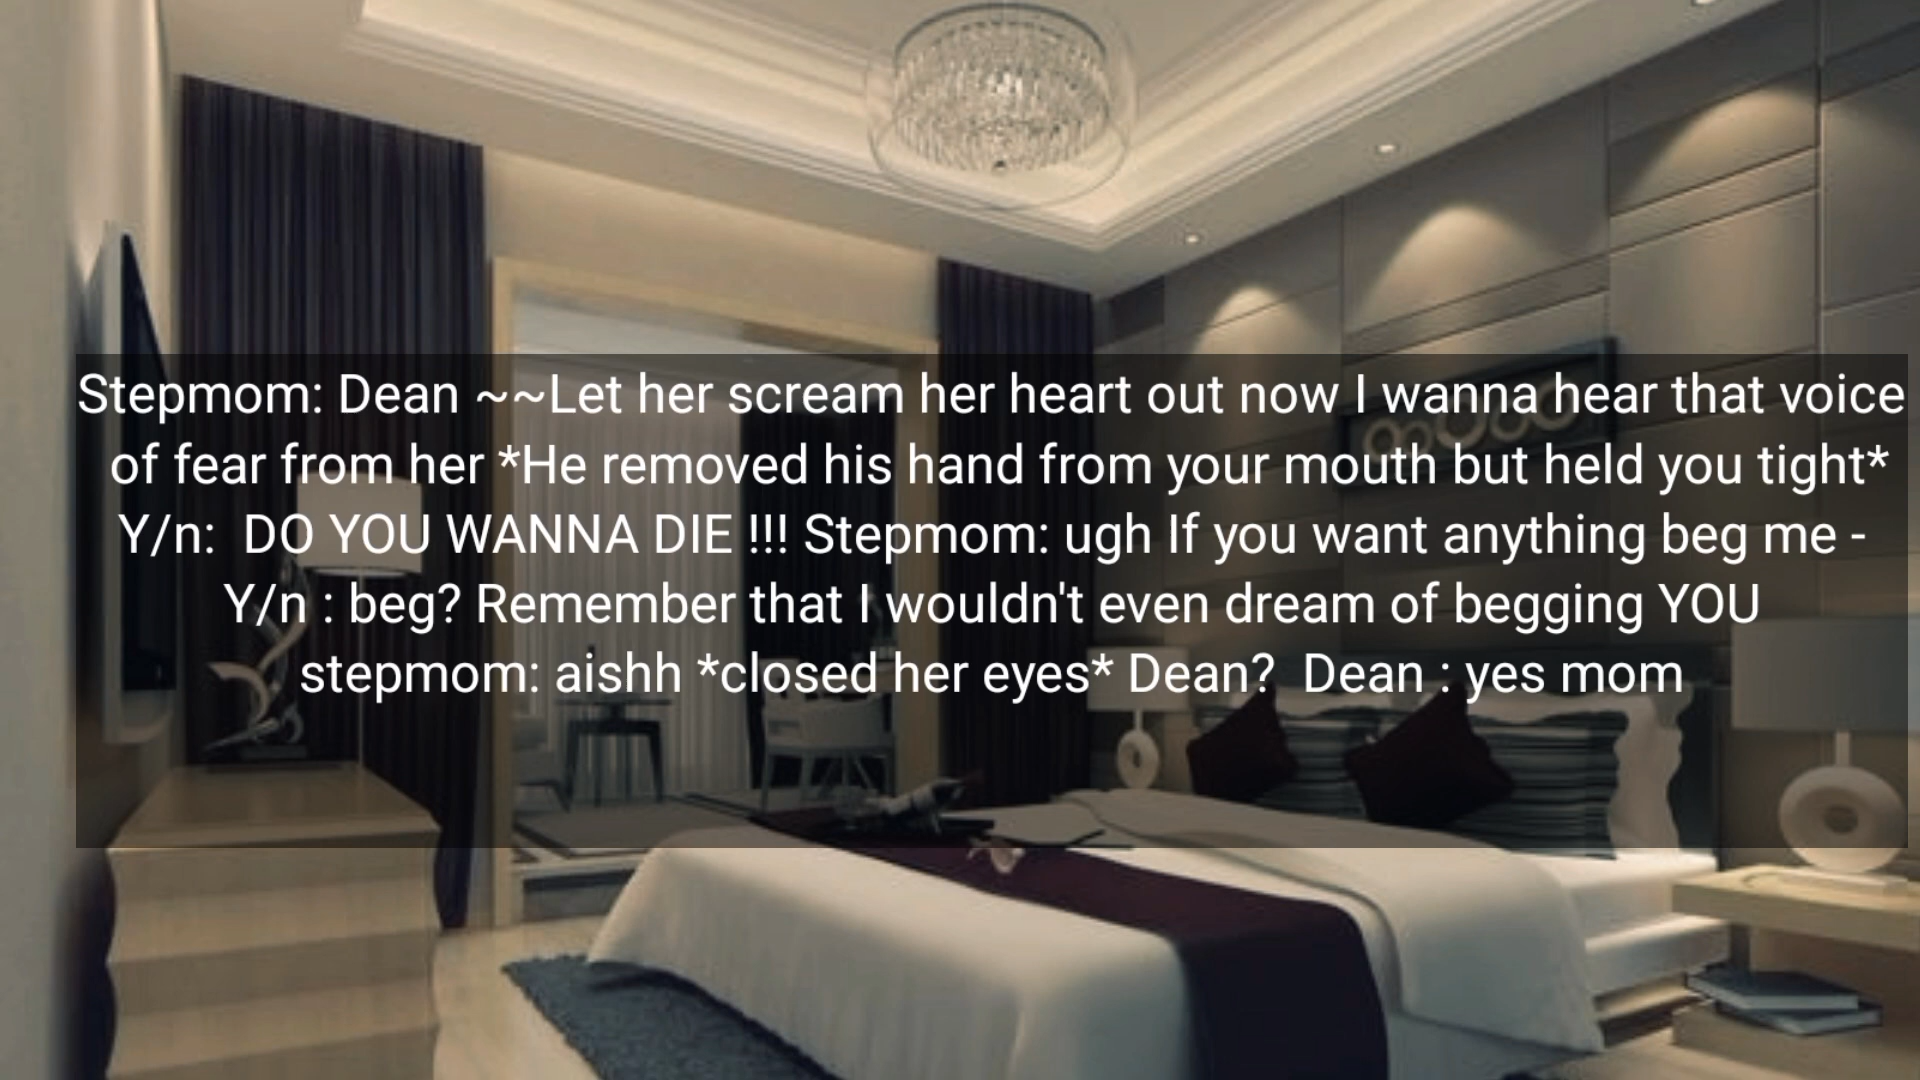 Stepmom: Dean ~~Let her scream her heart out now I wanna hear that voice
of fear from her *He removed his hand from your mouth but held you tight*
Y/n:  DO YOU WANNA DIE !!! Stepmom: ugh If you want anything beg me -
Y/n : beg? Remember that I wouldn't even dream of begging YOU
stepmom: aishh *closed her eyes* Dean?  Dean : yes mom